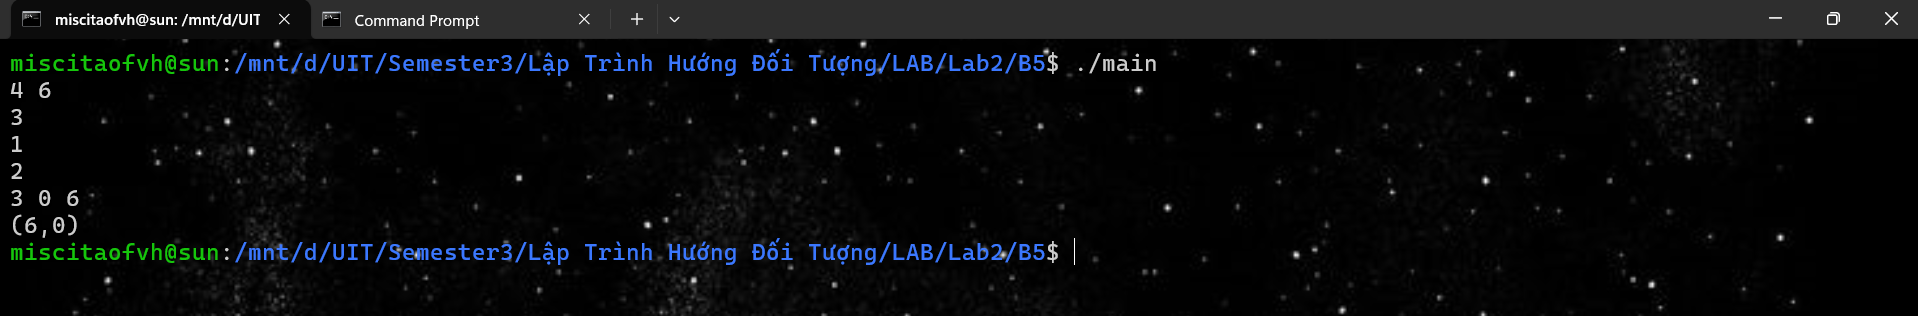 miscitaofvh@sun: /mnt/d/UIT
Command Prompt
miscitaofvh@sun:/mnt/d/UIT/Semester3/Lập Trình Hướng Đối Tượng/LAB/Lab2/B5$ ./main
4 6
3
1
2
3 0 6
(6,0)
miscitaofvh@sun:/mnt/d/UIT/Semester3/Lập Trình Hướng Đối Tượng/LAB/Lab2/B5$